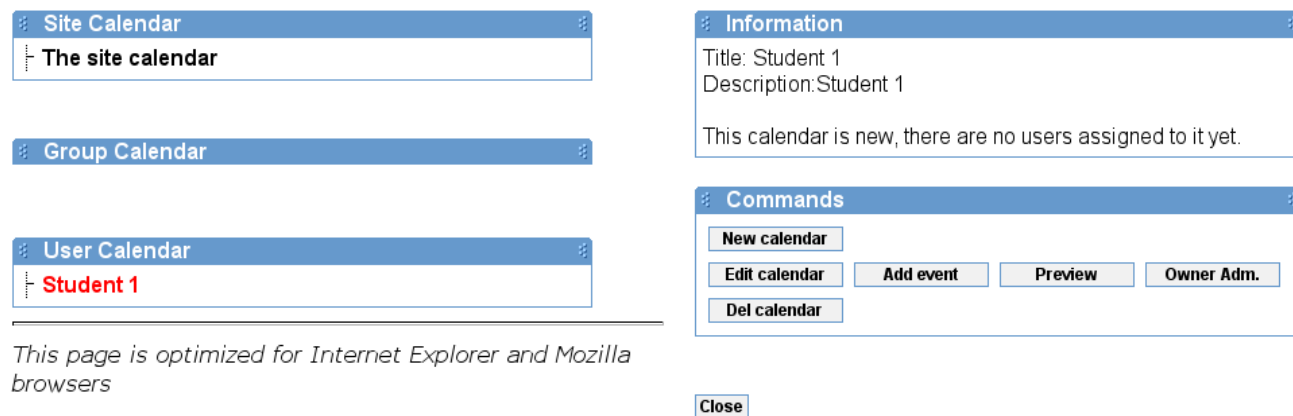 Site Calendar
The site calendar
Group Calendar
User Calendar
Student 1
This page is optimized for Internet Explorer and Mozilla
browsers
Information
Title: Student 1
Description:Student 1
This calendar is new, there are no users assigned to it yet.
Commands
New calendar
Edit calendar Add event Preview Owner Adm.
Del calendar
Close